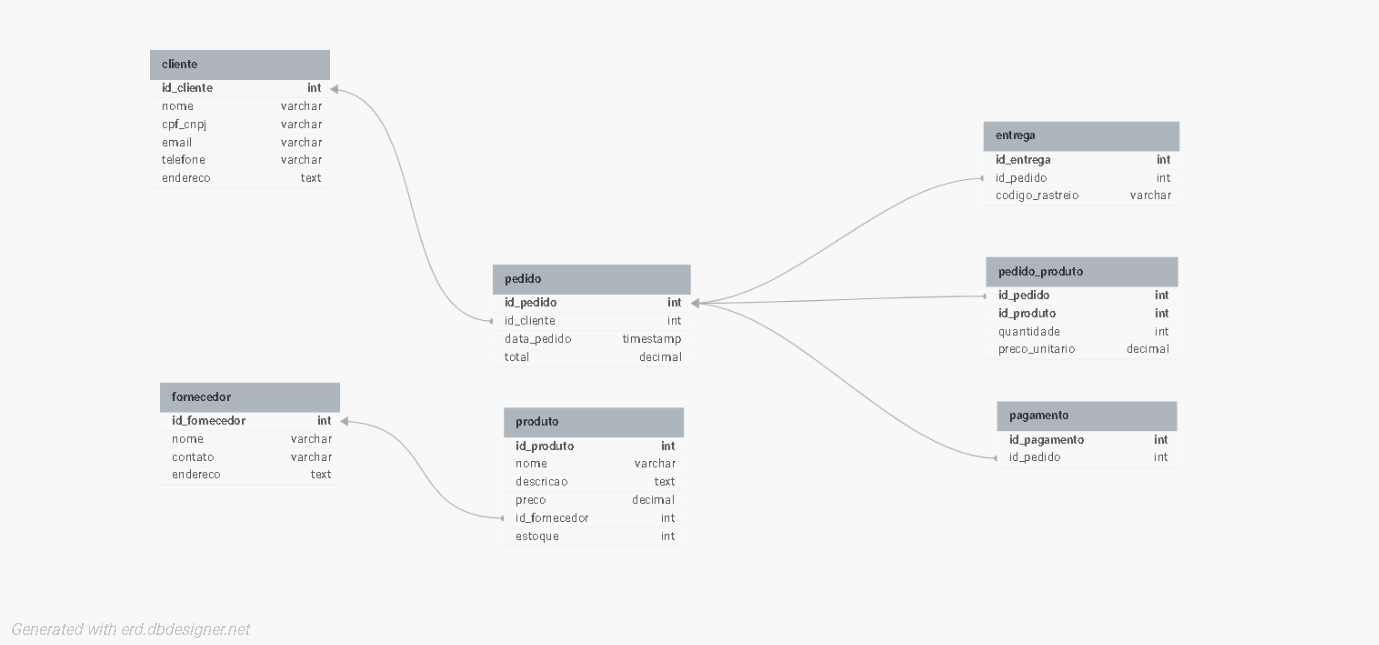 cliente
id_cliente int
nome varchar
cpf_cnpj varchar
email varchar
telefone varchar
endereco text
fornecedor
id_fornecedor int
nome varchar
contato varchar
endereco text
pedido
id_pedido int
id_cliente int
data_pedido timestamp
total decimal
produto
id_produto int
nome varchar
descricao text
preco decimal
id_fornecedor int
estoque int
entrega
id_entrega int
id_pedido int
codigo_rastreio varchar
pedido_produto
id_pedido int
id_produto int
quantidade int
preco_unitario decimal
pagamento
id_pagamento int
id_pedido int
Generated with erd.dbdesigner.net